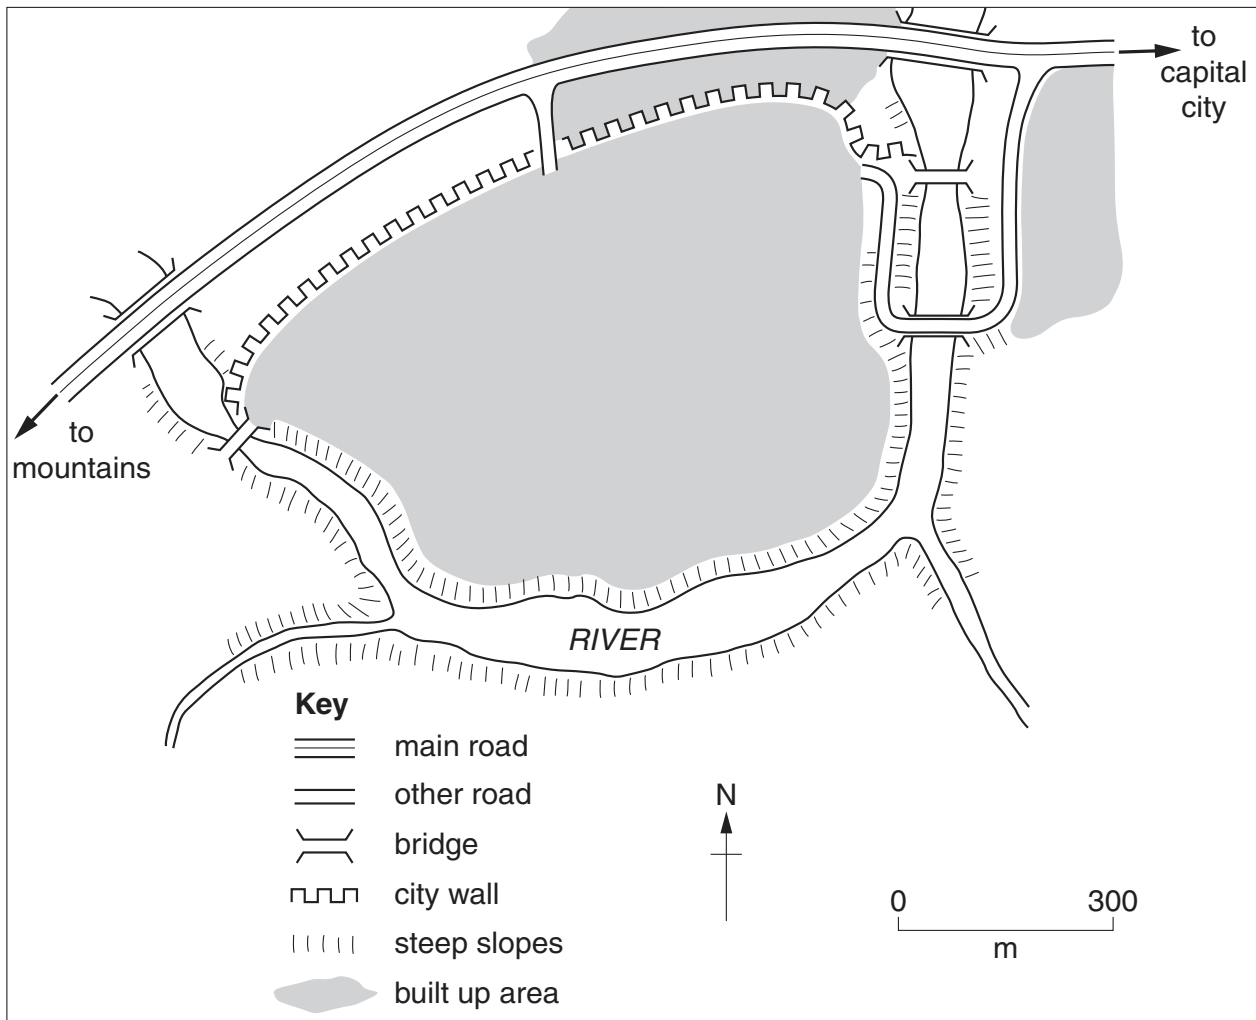 to
capital
city
to
mountains
RIVER
Key
main road
other road
bridge
city wall
steep slopes
built up area
N
0 300
m